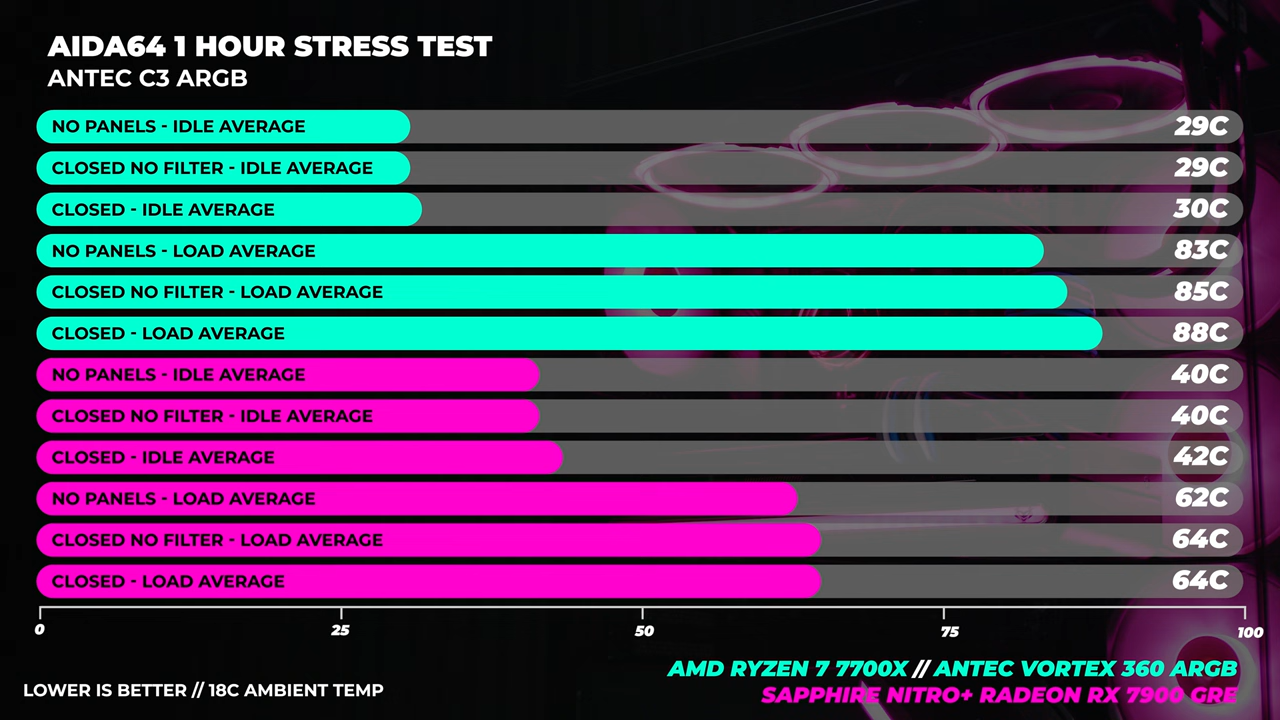 AIDA64 1 HOUR STRESS TEST
ANTEC C3 ARGB
NO PANELS - IDLE AVERAGE 29C
CLOSED NO FILTER - IDLE AVERAGE 29C
CLOSED - IDLE AVERAGE 30C
NO PANELS - LOAD AVERAGE 83C
CLOSED NO FILTER - LOAD AVERAGE 85C
CLOSED - LOAD AVERAGE 88C
NO PANELS - IDLE AVERAGE 40C
CLOSED NO FILTER - IDLE AVERAGE 40C
CLOSED - IDLE AVERAGE 42C
NO PANELS - LOAD AVERAGE 62C
CLOSED NO FILTER - LOAD AVERAGE 64C
CLOSED - LOAD AVERAGE 64C
0 25 50 75 100
AMD RYZEN 7 7700X // ANTEC VORTEX 360 ARGB
LOWER IS BETTER // 18C AMBIENT TEMP
SAPPHIRE NITRO+ RADEON RX 7900 GRE